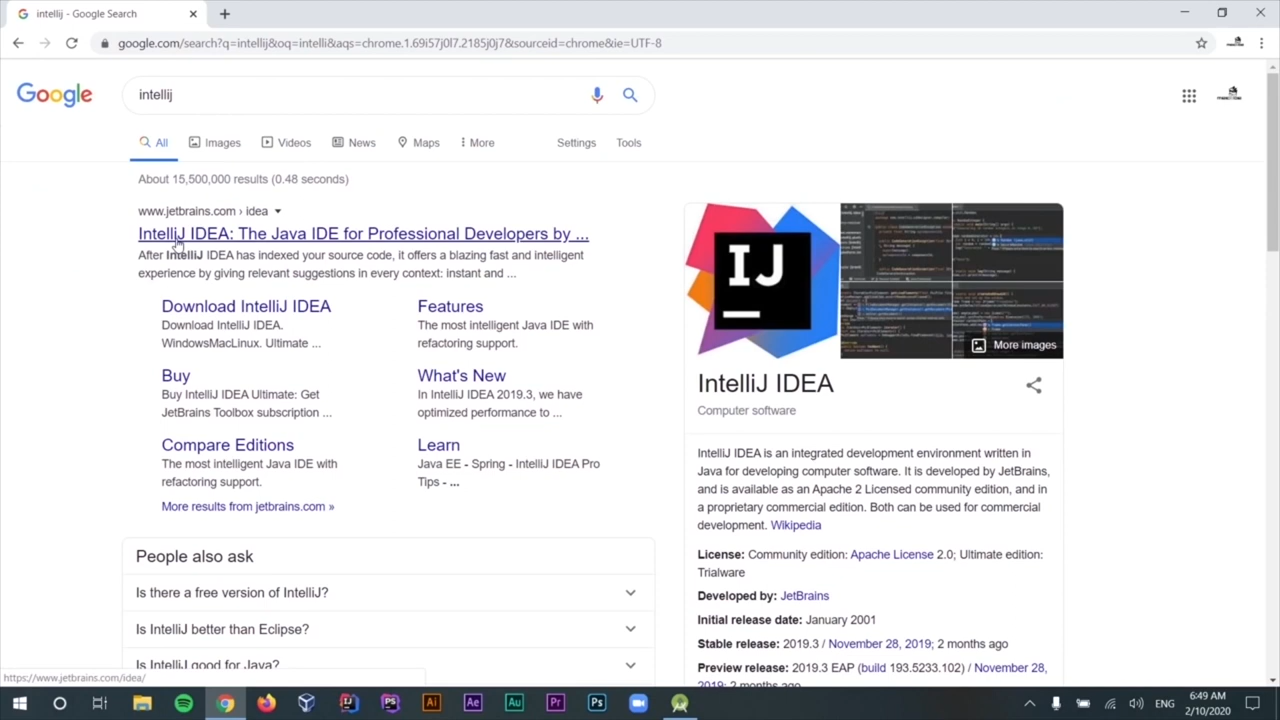 intellij - Google Search
google.com/search?q=intellij&oq=intelli&aqs=chrome.1.69i57j0l7.2185j0j7&sourceid=chrome&ie=UTF-8
Google
intellij
All Images Videos News Maps More Settings Tools
About 15,500,000 results (0.48 seconds)
www.jetbrains.com › idea
IntelliJ IDEA: The Java IDE for Professional Developers by ...
After IntelliJ IDEA has indexed your source code, it offers a blazing fast and intelligent
experience by giving relevant suggestions in every context: instant and ...
Download IntelliJ IDEA
Download IntelliJ IDEA.
Newsletter ... Ultimate ...
Features
The most intelligent Java IDE with
refactoring support.
Buy
Buy IntelliJ IDEA Ultimate: Get
JetBrains Toolbox subscription ...
What's New
In IntelliJ IDEA 2019.3, we have
optimized performance to ...
Compare Editions
The most intelligent Java IDE with
refactoring support.
Learn
Java EE - Spring - IntelliJ IDEA Pro
Tips - ...
More results from jetbrains.com »
People also ask
Is there a free version of IntelliJ?
Is IntelliJ better than Eclipse?
Is IntelliJ good for Java?
IJ
More images
IntelliJ IDEA
Computer software
IntelliJ IDEA is an integrated development environment written in
Java for developing computer software. It is developed by JetBrains,
and is available as an Apache 2 Licensed community edition, and in
a proprietary commercial edition. Both can be used for commercial
development. Wikipedia
License: Community edition: Apache License 2.0; Ultimate edition:
Trialware
Developed by: JetBrains
Initial release date: January 2001
Stable release: 2019.3 / November 28, 2019; 2 months ago
Preview release: 2019.3 EAP (build 193.5233.102) / November 28,
2019; 2 months ago
https://www.jetbrains.com/idea/
Ai Ae Au Pr Ps
ENG
6:49 AM
2/10/2020